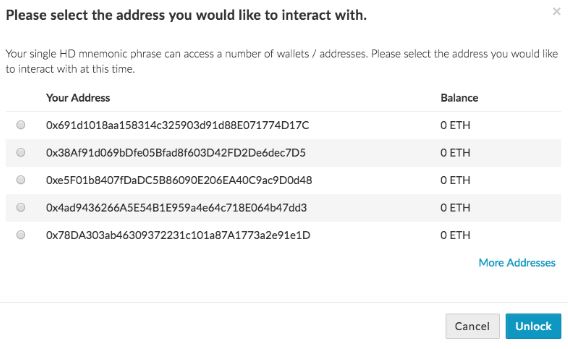 Please select the address you would like to interact with.
×
Your single HD mnemonic phrase can access a number of wallets / addresses. Please select the address you would like
to interact with at this time.
Your Address Balance
0x691d1018aa158314c325903d91d88E071774D17C 0 ETH
0x38Af91d069bDfe05Bfad8f603D42FD2De6dec7D5 0 ETH
0xe5F01b8407fDaDC5B86090E206EA40C9ac9D0d48 0 ETH
0x4ad9436266A5E54B1E959a4e64c718E064b47dd3 0 ETH
0x78DA303ab46309372231c101a87A1773a2e91e1D 0 ETH
More Addresses
Cancel Unlock